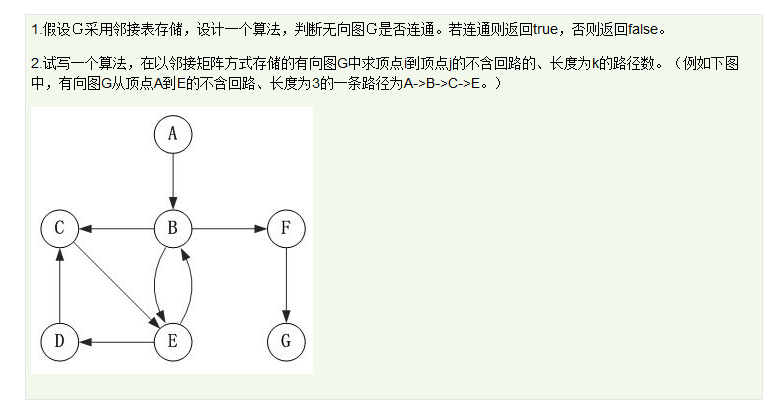 1.假设G采用邻接表存储，设计一个算法，判断无向图G是否连通。若连通则返回true，否则返回false。
2.试写一个算法，在以邻接矩阵方式存储的有向图G中求顶点i到顶点j的不含回路的、长度为k的路径数。（例如下图
中，有向图G从顶点A到E的不含回路、长度为3的一条路径为A->B->C->E。）
A
C B F
D E G